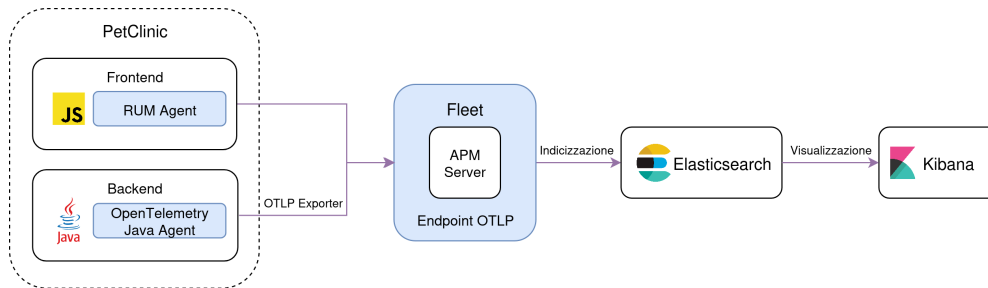 PetClinic
Frontend
JS
RUM Agent
Backend
Java
OpenTelemetry
Java Agent
OTLP Exporter
Fleet
APM
Server
Endpoint OTLP
Indicizzazione
Elasticsearch
Visualizzazione
Kibana